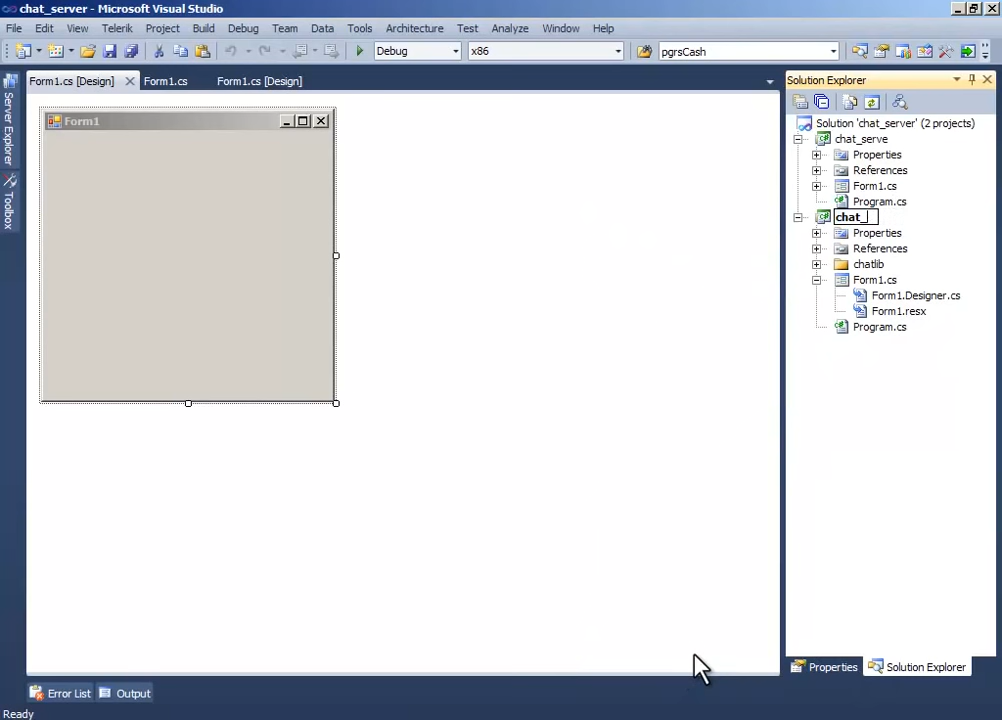 chat_server - Microsoft Visual Studio
File Edit View Telerik Project Build Debug Team Data Tools Architecture Test Analyze Window Help
Debug x86 pgrsCash
Form1.cs [Design] Form1.cs Form1.cs [Design]
Server Explorer
Toolbox
Form1
Solution Explorer
Solution 'chat_server' (2 projects)
chat_serve
Properties
References
Form1.cs
Program.cs
chat_
Properties
References
chatlib
Form1.cs
Form1.Designer.cs
Form1.resx
Program.cs
Properties Solution Explorer
Error List Output
Ready